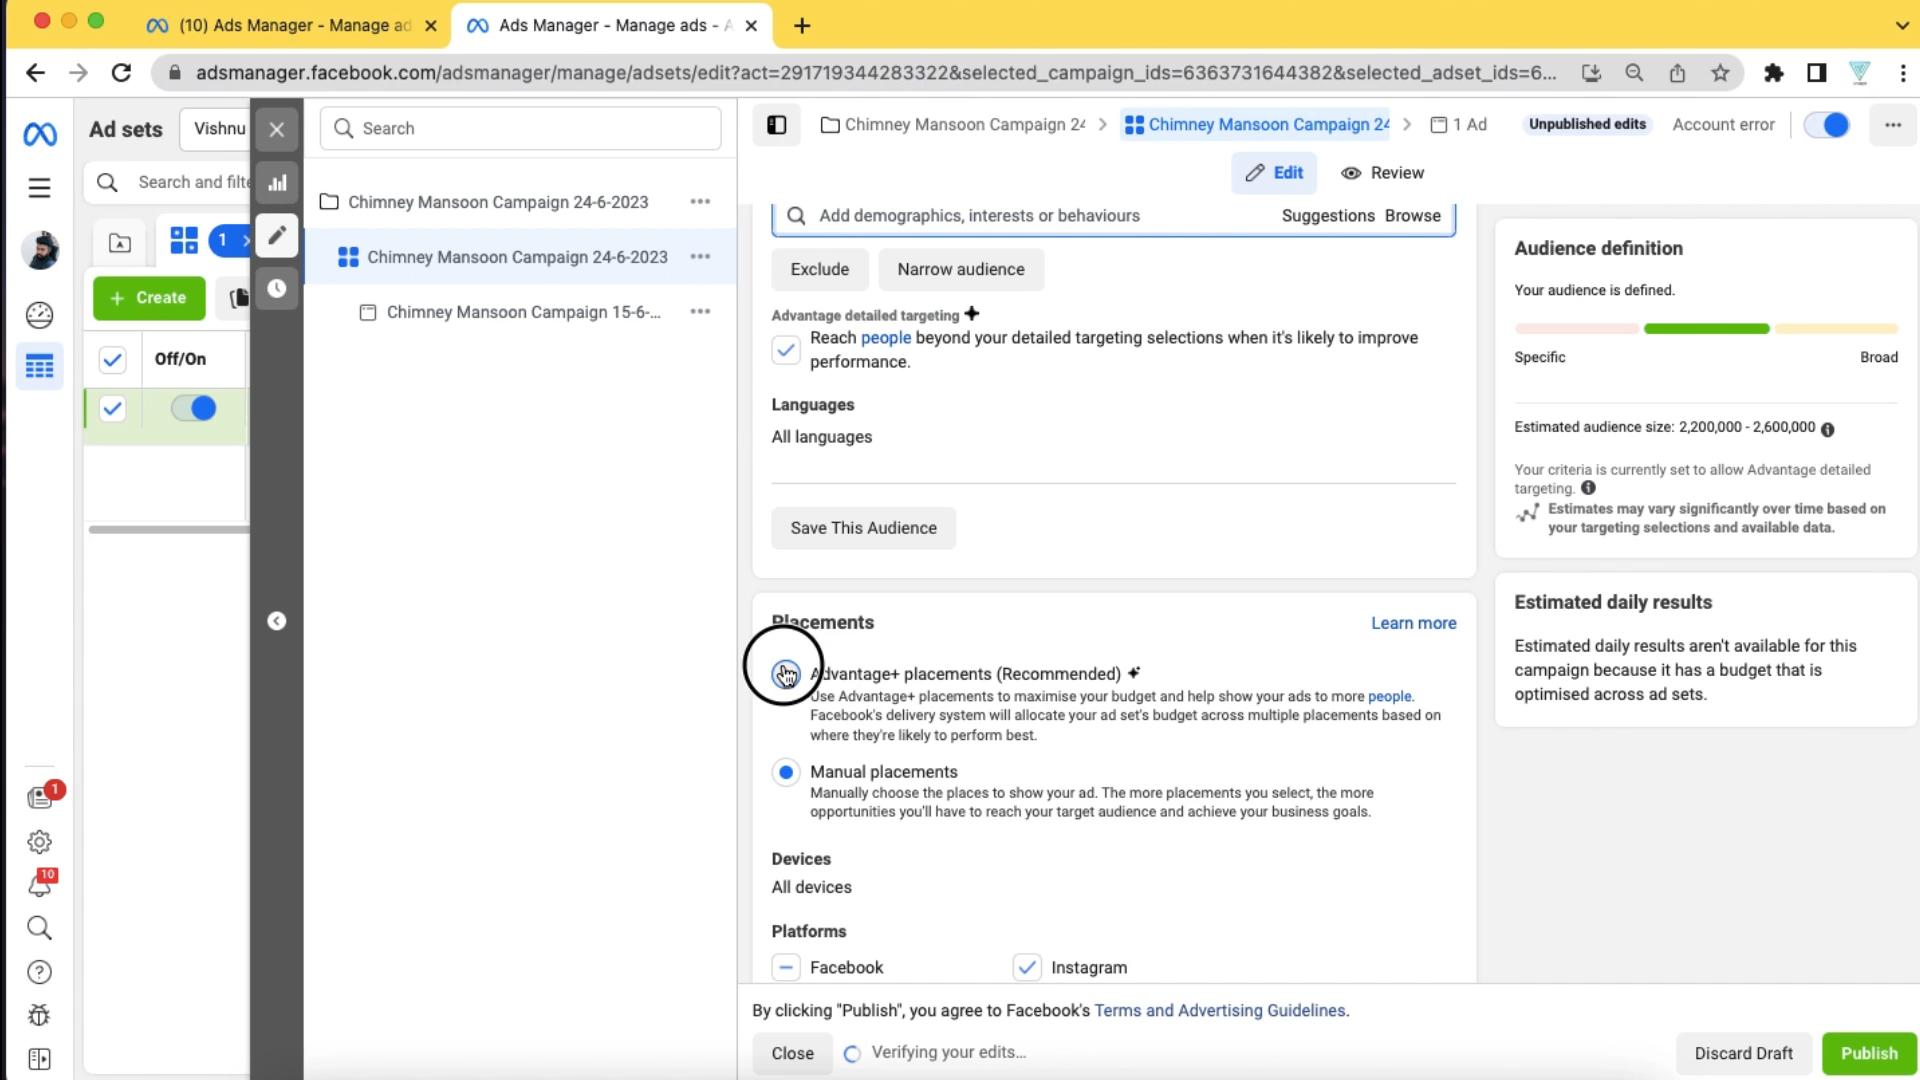 (10) Ads Manager - Manage ad
Ads Manager - Manage ads - A
adsmanager.facebook.com/adsmanager/manage/adsets/edit?act=291719344283322&selected_campaign_ids=6363731644382&selected_adset_ids=6...
Ad sets
Vishnu
Search
Chimney Mansoon Campaign 24
Chimney Mansoon Campaign 24
1 Ad
Unpublished edits
Account error
Search and filte
Edit
Review
Chimney Mansoon Campaign 24-6-2023
Add demographics, interests or behaviours
Suggestions
Browse
1
Chimney Mansoon Campaign 24-6-2023
Audience definition
Exclude
Narrow audience
Your audience is defined.
Create
Chimney Mansoon Campaign 15-6-...
Advantage detailed targeting
Reach people beyond your detailed targeting selections when it's likely to improve
performance.
Off/On
Specific
Broad
Languages
All languages
Estimated audience size: 2,200,000 - 2,600,000
Your criteria is currently set to allow Advantage detailed
targeting.
Estimates may vary significantly over time based on
your targeting selections and available data.
Save This Audience
Placements
Learn more
Estimated daily results
Estimated daily results aren't available for this
campaign because it has a budget that is
optimised across ad sets.
Advantage+ placements (Recommended)
Use Advantage+ placements to maximise your budget and help show your ads to more people.
Facebook's delivery system will allocate your ad set's budget across multiple placements based on
where they're likely to perform best.
Manual placements
Manually choose the places to show your ad. The more placements you select, the more
opportunities you'll have to reach your target audience and achieve your business goals.
1
Devices
All devices
10
Platforms
Facebook
Instagram
By clicking "Publish", you agree to Facebook's Terms and Advertising Guidelines.
Close
Verifying your edits...
Discard Draft
Publish